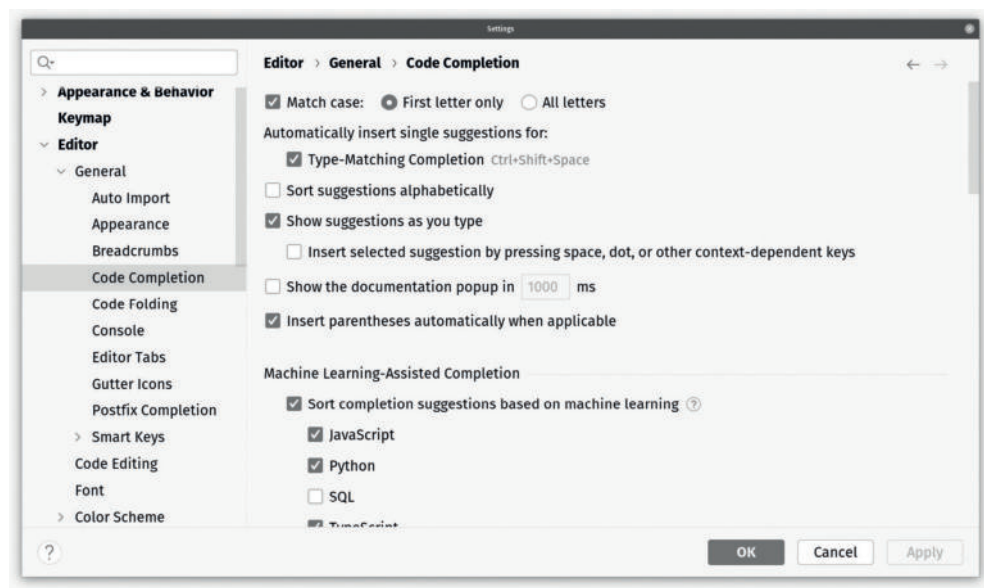 Settings
Editor > General > Code Completion
Appearance & Behavior
Keymap
Editor
General
Auto Import
Appearance
Breadcrumbs
Code Completion
Code Folding
Console
Editor Tabs
Gutter Icons
Postfix Completion
Smart Keys
Code Editing
Font
Color Scheme
Match case: First letter only All letters
Automatically insert single suggestions for:
Type-Matching Completion Ctrl+Shift+Space
Sort suggestions alphabetically
Show suggestions as you type
Insert selected suggestion by pressing space, dot, or other context-dependent keys
Show the documentation popup in 1000 ms
Insert parentheses automatically when applicable
Machine Learning-Assisted Completion
Sort completion suggestions based on machine learning ?
JavaScript
Python
SQL
TypeScript
? OK Cancel Apply